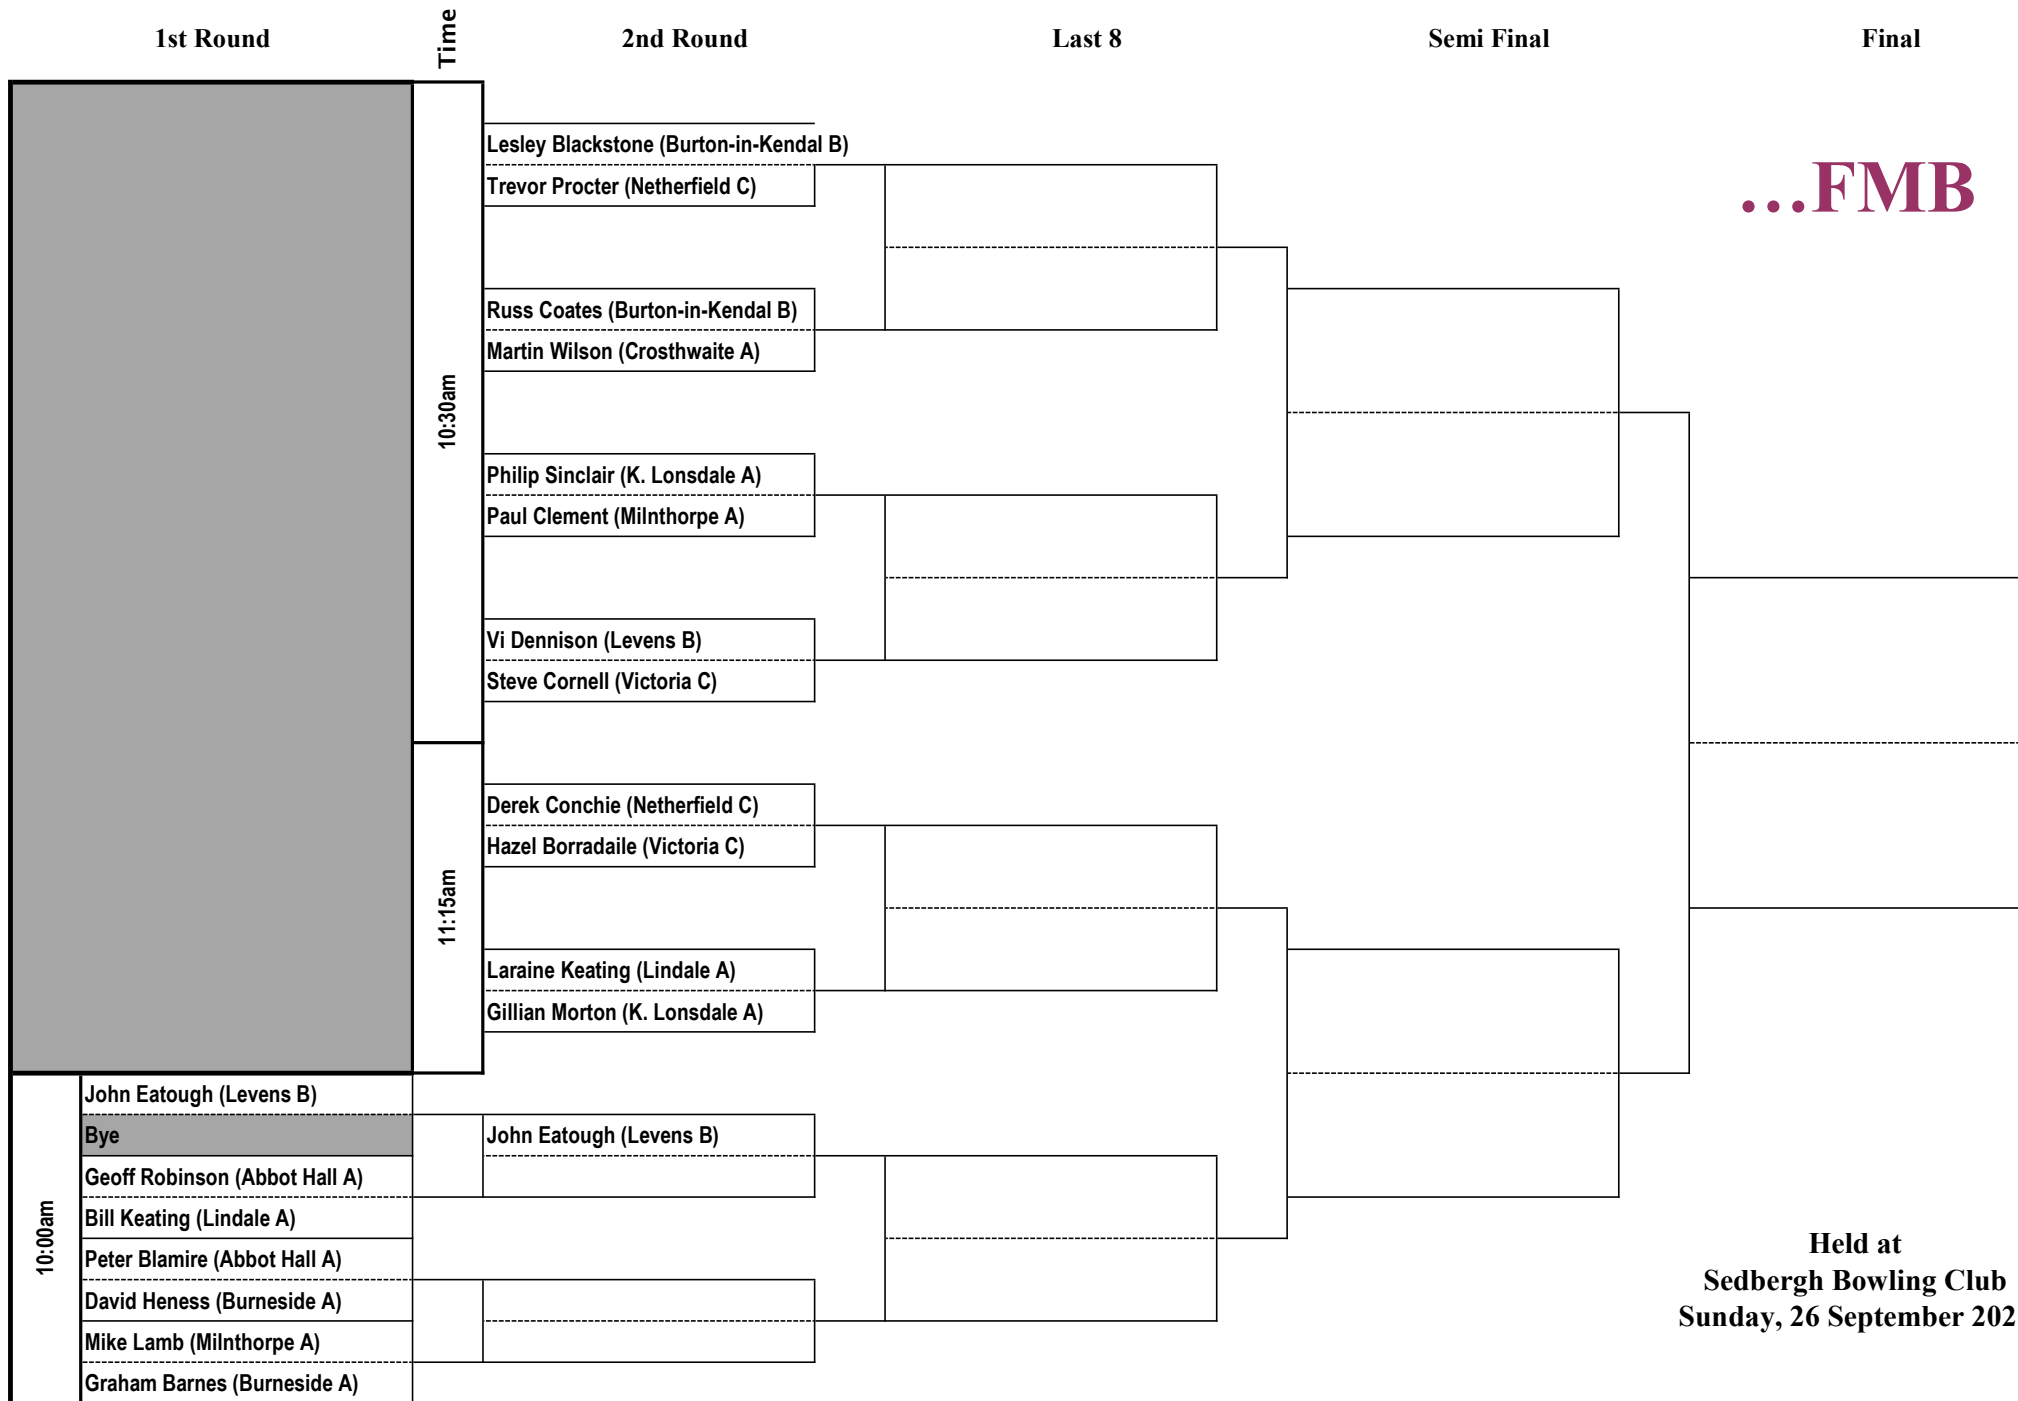 1st Round
Time
2nd Round
Last 8
Semi Final
Final
…FMB
10:30am
Lesley Blackstone (Burton-in-Kendal B)
Trevor Procter (Netherfield C)
Russ Coates (Burton-in-Kendal B)
Martin Wilson (Crosthwaite A)
Philip Sinclair (K. Lonsdale A)
Paul Clement (Milnthorpe A)
Vi Dennison (Levens B)
Steve Cornell (Victoria C)
11:15am
Derek Conchie (Netherfield C)
Hazel Borradaile (Victoria C)
Laraine Keating (Lindale A)
Gillian Morton (K. Lonsdale A)
10:00am
John Eatough (Levens B)
Bye
John Eatough (Levens B)
Geoff Robinson (Abbot Hall A)
Bill Keating (Lindale A)
Peter Blamire (Abbot Hall A)
David Heness (Burneside A)
Mike Lamb (Milnthorpe A)
Graham Barnes (Burneside A)
Held at
Sedbergh Bowling Club
Sunday, 26 September 202